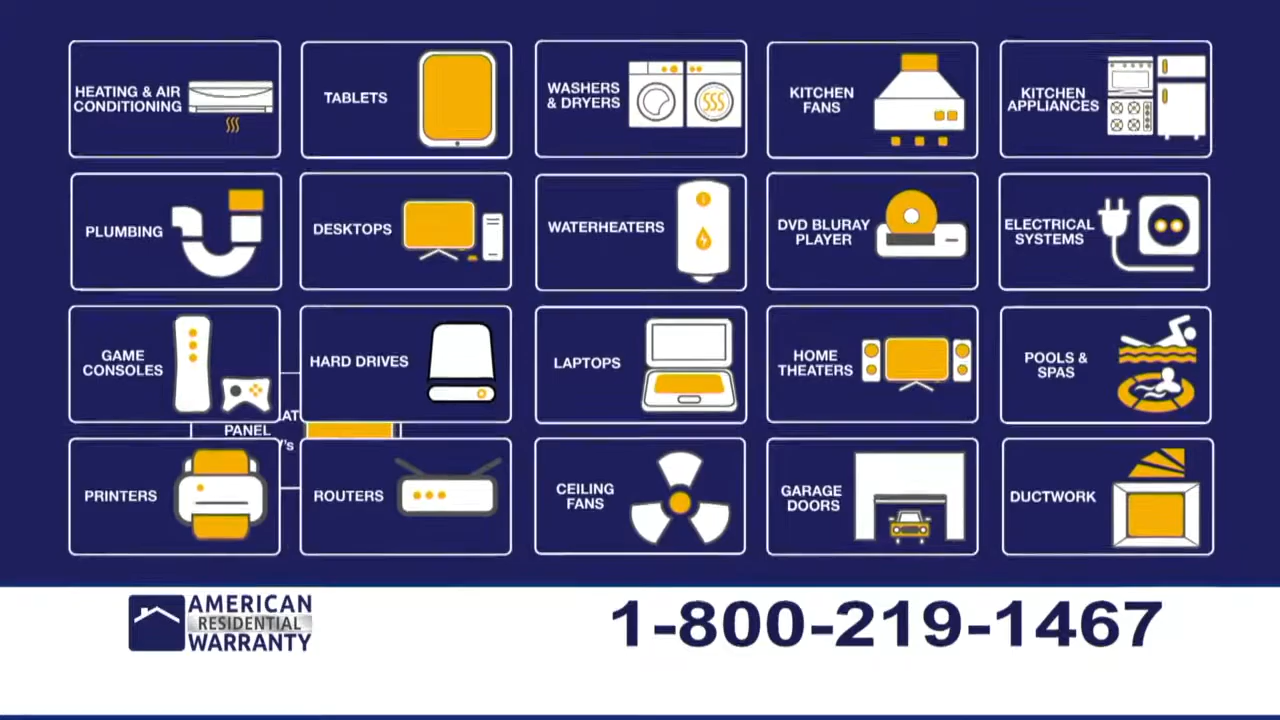 HEATING & AIR
CONDITIONING
TABLETS
WASHERS
& DRYERS
KITCHEN
FANS
KITCHEN
APPLIANCES
PLUMBING
DESKTOPS
WATERHEATERS
DVD BLURAY
PLAYER
ELECTRICAL
SYSTEMS
GAME
CONSOLES
HARD DRIVES
LAPTOPS
HOME
THEATERS
POOLS &
SPAS
PANEL
PRINTERS
ROUTERS
CEILING
FANS
GARAGE
DOORS
DUCTWORK
AMERICAN
RESIDENTIAL
WARRANTY
1-800-219-1467